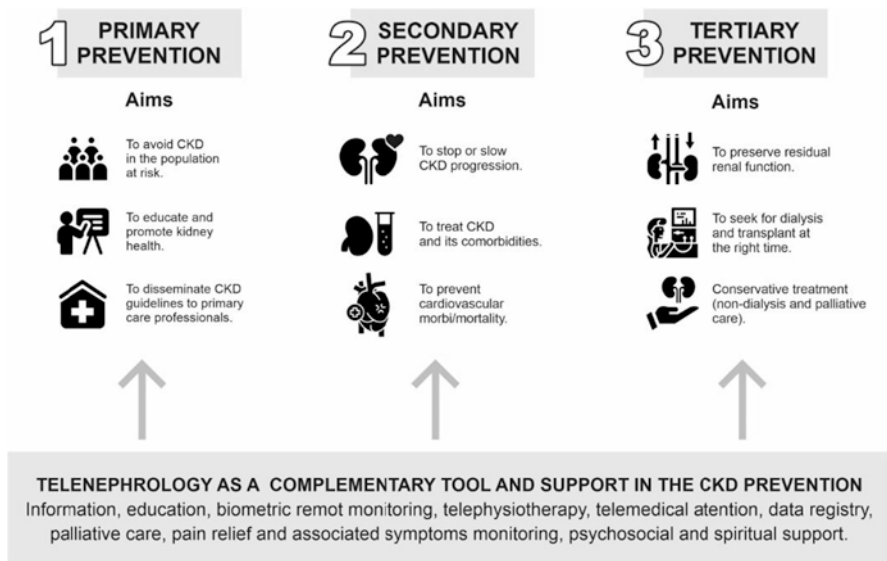 1 PRIMARY
PREVENTION
Aims
To avoid CKD
in the population
at risk.
To educate and
promote kidney
health.
To disseminate CKD
guidelines to primary
care professionals.
2 SECONDARY
PREVENTION
Aims
To stop or slow
CKD progression.
To treat CKD
and its comorbidities.
To prevent
cardiovascular
morbi/mortality.
3 TERTIARY
PREVENTION
Aims
To preserve residual
renal function.
To seek for dialysis
and transplant at
the right time.
Conservative treatment
(non-dialysis and palliative
care).
TELENEPHROLOGY AS A COMPLEMENTARY TOOL AND SUPPORT IN THE CKD PREVENTION
Information, education, biometric remot monitoring, telephysiotherapy, telemedical atention, data registry,
palliative care, pain relief and associated symptoms monitoring, psychosocial and spiritual support.